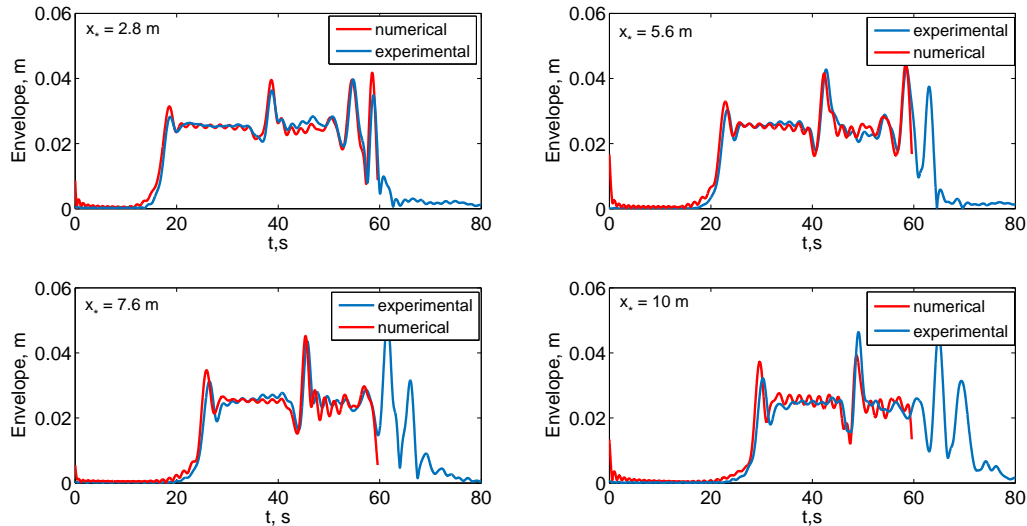 x* = 2.8 m
numerical
experimental
Envelope, m
0.06
0.04
0.02
0
0 20 40 60 80
t,s
x* = 5.6 m
experimental
numerical
Envelope, m
0.06
0.04
0.02
0
0 20 40 60 80
t,s
x* = 7.6 m
experimental
numerical
Envelope, m
0.06
0.04
0.02
0
0 20 40 60 80
t, s
x* = 10 m
numerical
experimental
Envelope, m
0.06
0.04
0.02
0
0 20 40 60 80
t, s